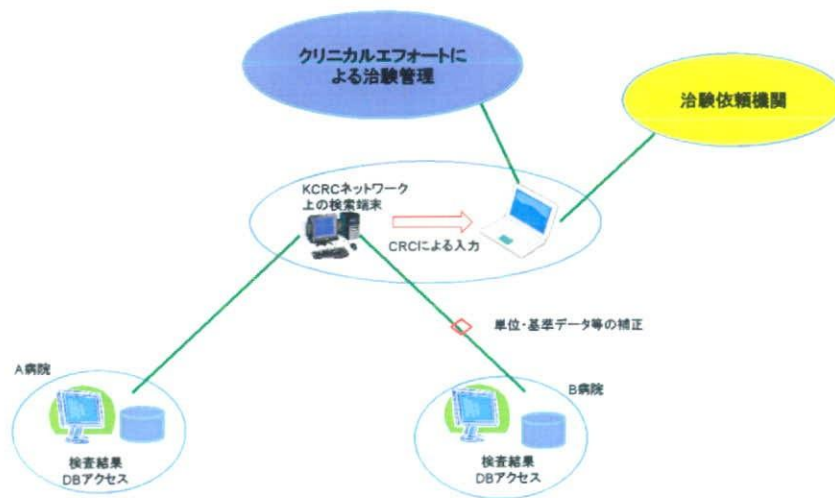 クリニカルエフォートに
よる治験管理
治験依頼機関
KCRCネットワーク
上の検索端末
CRCによる入力
単位・基準データ等の補正
A病院
B病院
検査結果
DBアクセス
検査結果
DBアクセス